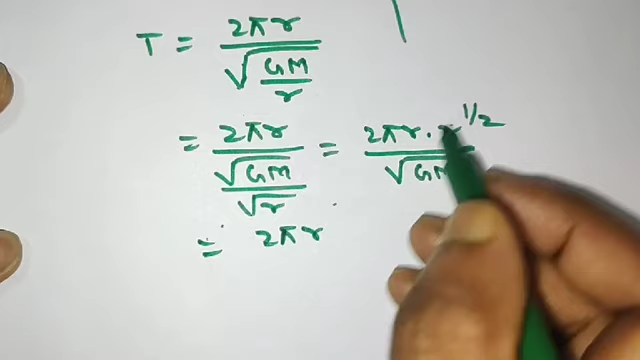 T = 2πr / √(GM/r)
= 2πr / (√GM / √r) = 2πr · r^1/2 / √GM
= 2πr